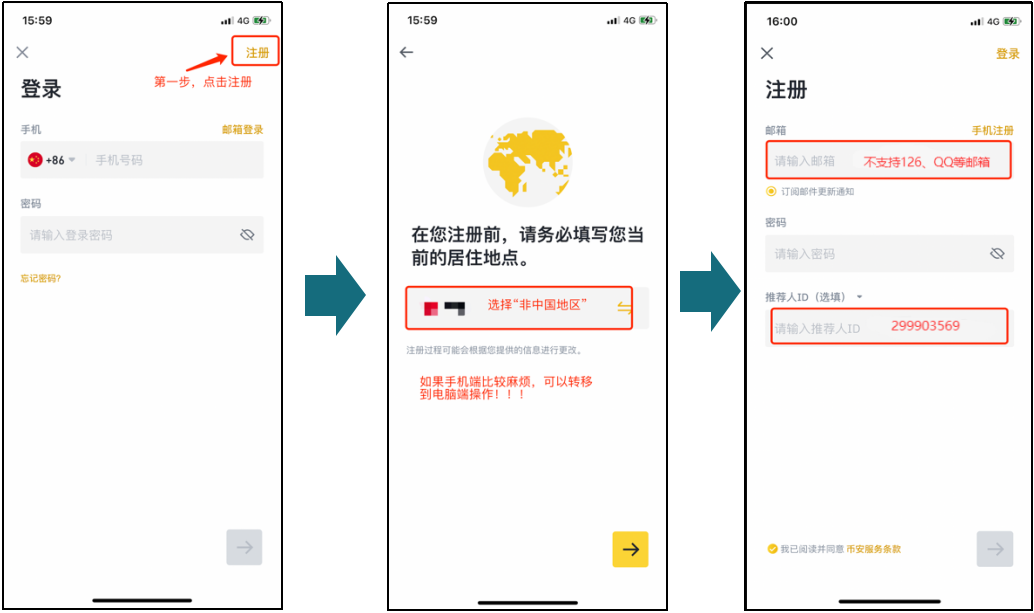 15:59
4G
注册
第一步，点击注册
登录
手机
邮箱登录
+86
手机号码
密码
请输入登录密码
忘记密码?
15:59
4G
在您注册前，请务必填写您当
前的居住地点。
选择“非中国地区”
注册过程可能会根据您提供的信息进行更改。
如果手机端比较麻烦，可以转移
到电脑端操作！！！
16:00
4G
登录
注册
邮箱
手机注册
请输入邮箱
不支持126、QQ等邮箱
订阅邮件更新通知
密码
请输入密码
推荐人ID（选填）
请输入推荐人ID
299903569
我已阅读并同意 币安服务条款